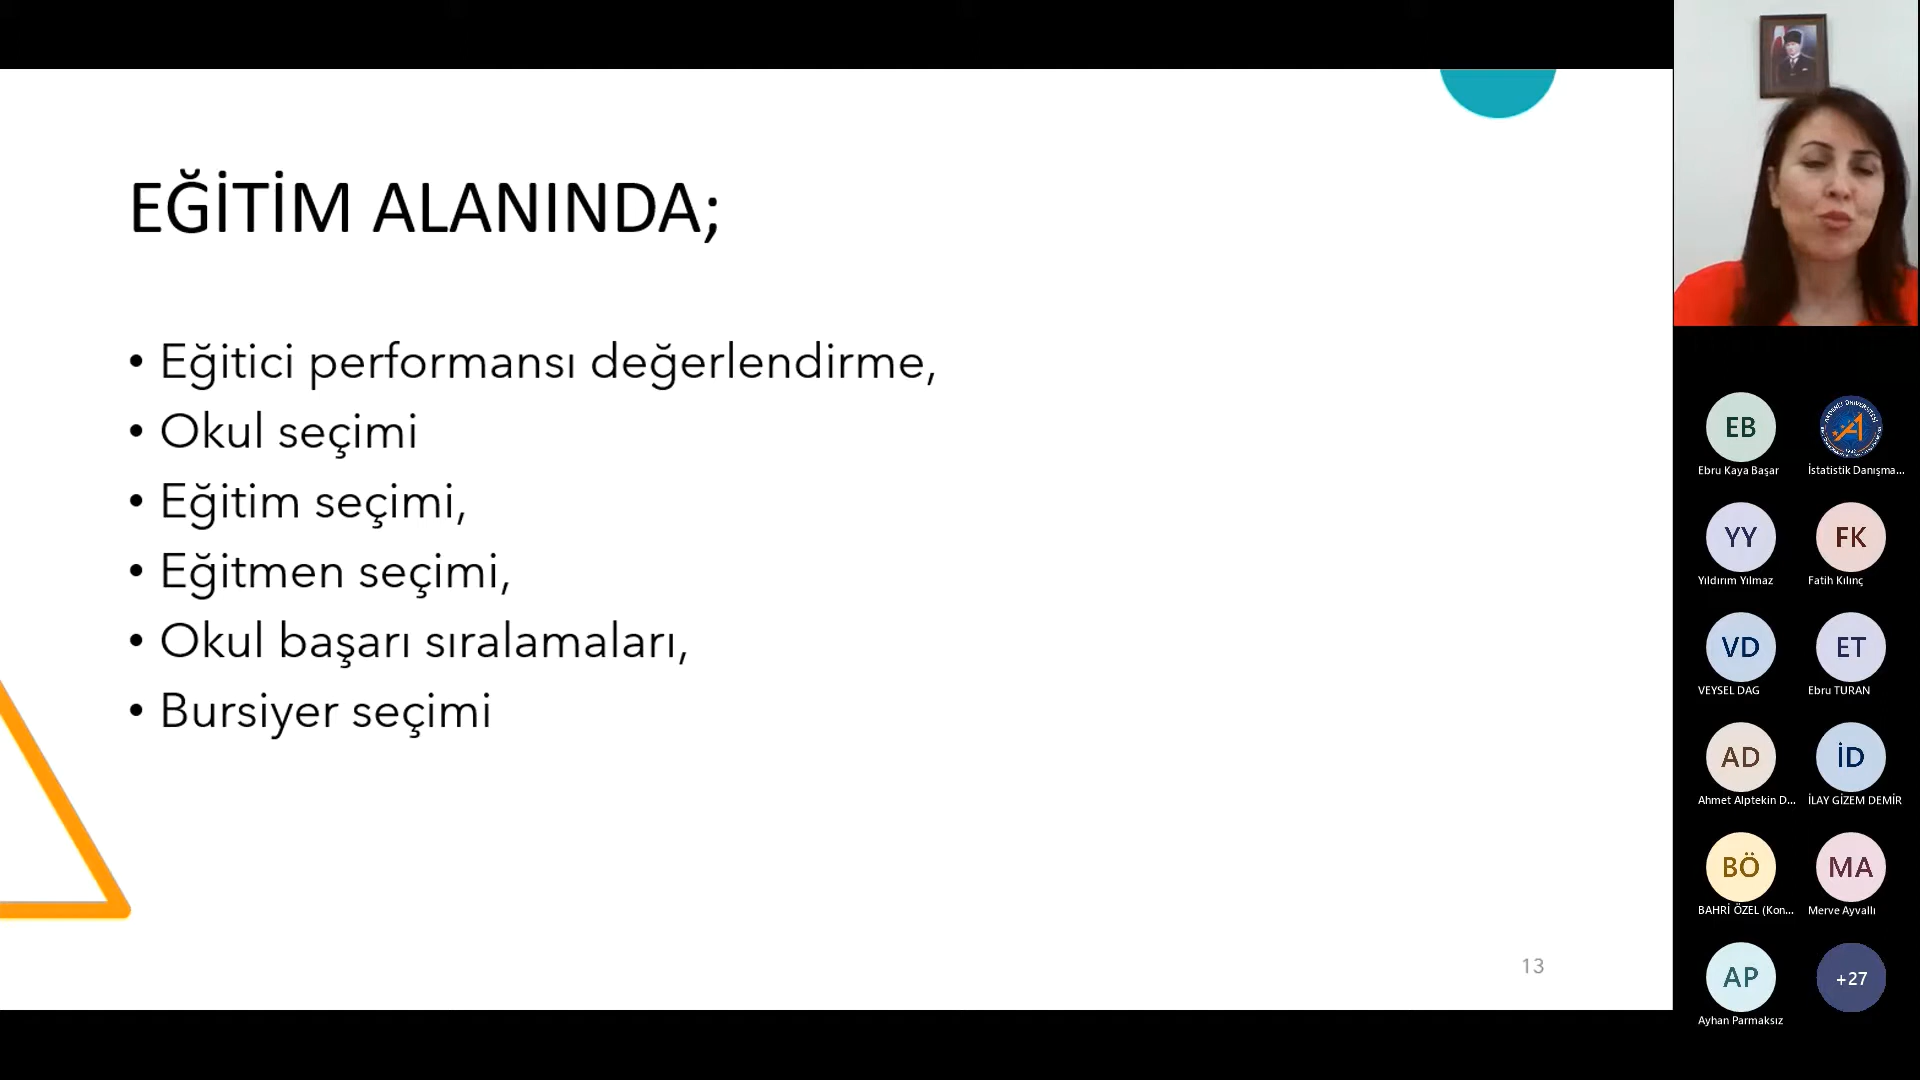 EĞİTİM ALANINDA;
• Eğitici performansı değerlendirme,
• Okul seçimi
• Eğitim seçimi,
• Eğitmen seçimi,
• Okul başarı sıralamaları,
• Bursiyer seçimi
13
EB
Ebru Kaya Başar
İstatistik Danışma...
YY
Yıldırım Yılmaz
FK
Fatih Kılınç
VD
VEYSEL DAG
ET
Ebru TURAN
AD
Ahmet Alptekin D...
İD
İLAY GİZEM DEMİR
BÖ
BAHRİ ÖZEL (Kon...
MA
Merve Ayvallı
AP
Ayhan Parmaksız
+27